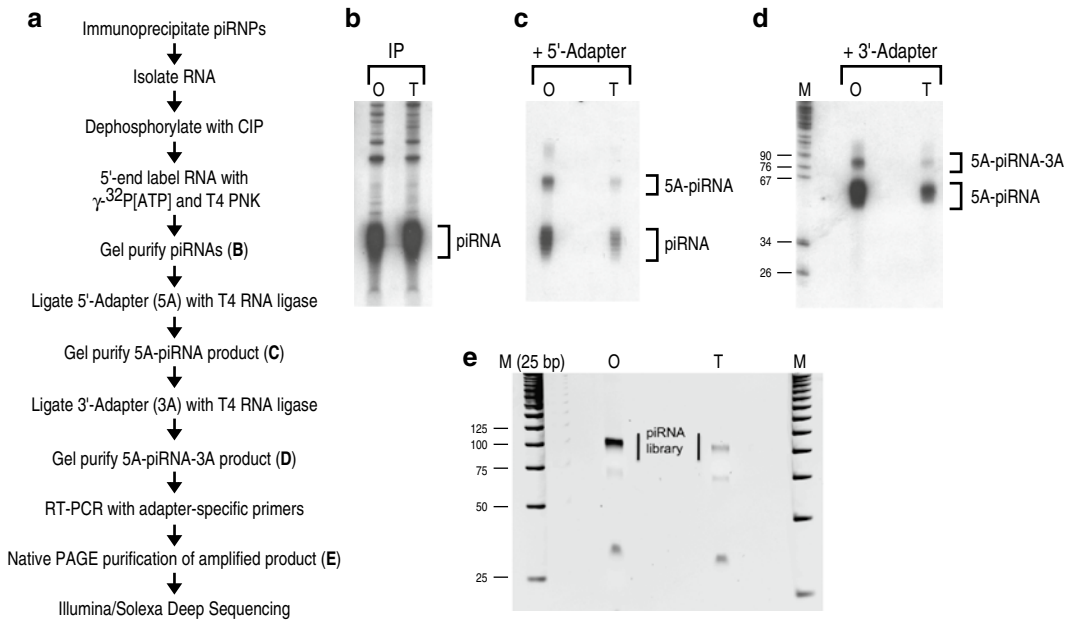 a
Immunoprecipitate piRNPs
Isolate RNA
Dephosphorylate with CIP
5'-end label RNA with
γ-32P[ATP] and T4 PNK
Gel purify piRNAs (B)
Ligate 5'-Adapter (5A) with T4 RNA ligase
Gel purify 5A-piRNA product (C)
Ligate 3'-Adapter (3A) with T4 RNA ligase
Gel purify 5A-piRNA-3A product (D)
RT-PCR with adapter-specific primers
Native PAGE purification of amplified product (E)
Illumina/Solexa Deep Sequencing
b
IP
O T
piRNA
c
+ 5'-Adapter
O T
5A-piRNA
piRNA
d
+ 3'-Adapter
M O T
90
76
67
34
26
5A-piRNA-3A
5A-piRNA
e
M (25 bp) O T M
125
100
75
50
25
piRNA
library